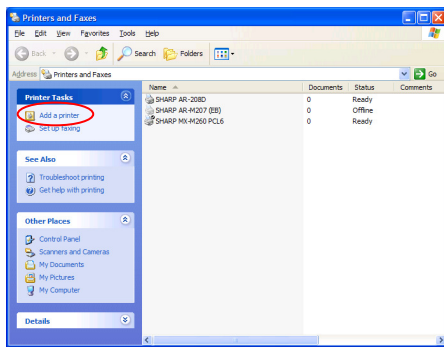 Printers and Faxes
File Edit View Favorites Tools Help
Back Search Folders
Address Printers and Faxes Go
Name Documents Status Comments
Printer Tasks
Add a printer
Set up faxing
SHARP AR-208D 0 Ready
SHARP AR-M207 (EB) 0 Offline
SHARP MX-M260 PCL6 0 Ready
See Also
Troubleshoot printing
Get help with printing
Other Places
Control Panel
Scanners and Cameras
My Documents
My Pictures
My Computer
Details